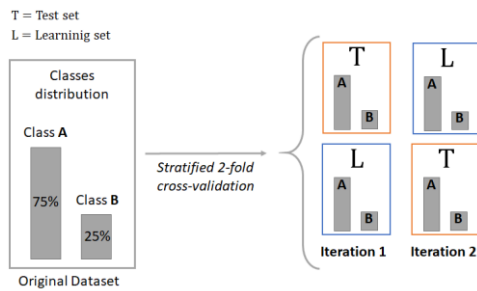 T = Test set
L = Learninig set
Classes
distribution
Class A
75%
Class B
25%
Original Dataset
Stratified 2-fold
cross-validation
T
A
B
L
A
B
L
A
B
T
A
B
Iteration 1
Iteration 2